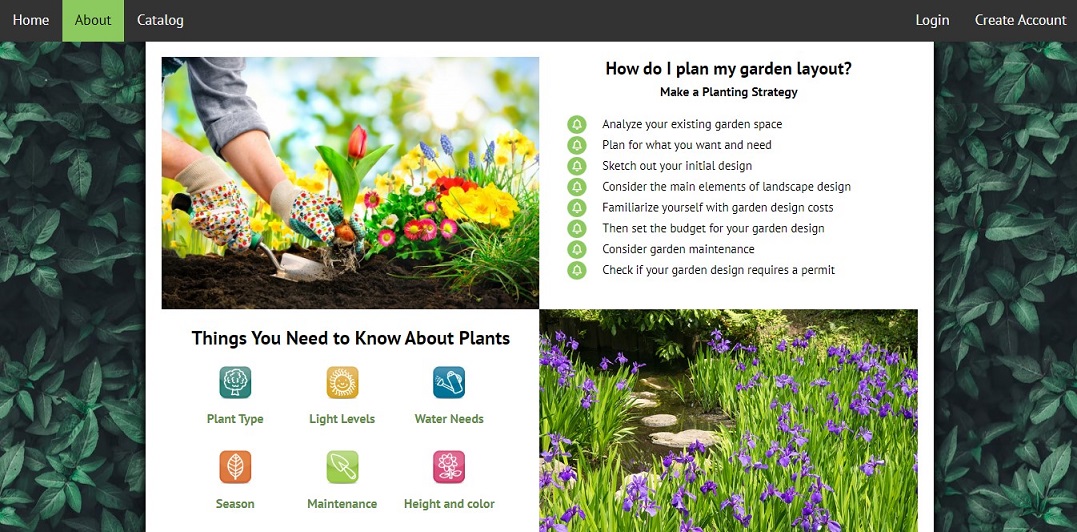 Home About Catalog Login Create Account
How do I plan my garden layout?
Make a Planting Strategy
Analyze your existing garden space
Plan for what you want and need
Sketch out your initial design
Consider the main elements of landscape design
Familiarize yourself with garden design costs
Then set the budget for your garden design
Consider garden maintenance
Check if your garden design requires a permit
Things You Need to Know About Plants
Plant Type Light Levels Water Needs
Season Maintenance Height and color